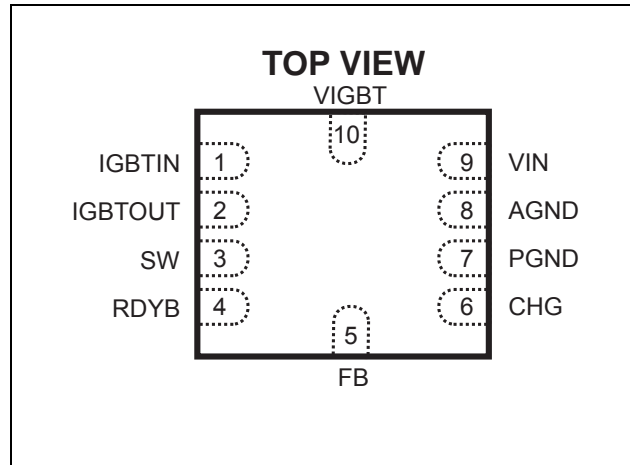 TOP VIEW
VIGBT
10
IGBTIN 1 9 VIN
IGBTOUT 2 8 AGND
SW 3 7 PGND
RDYB 4 6 CHG
5
FB